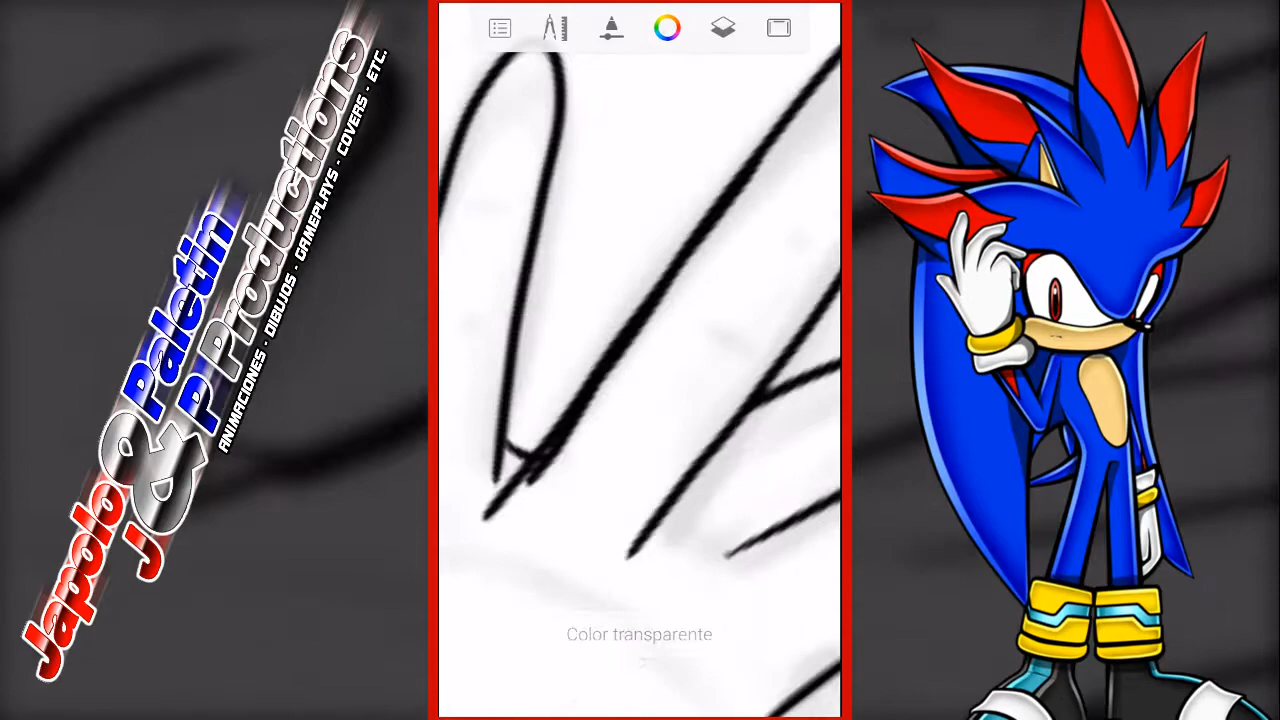 Japolo&Paletin
J&P Productions
ANIMACIONES - DIBUJOS - GAMEPLAYS - COVERS - ETC.
Color transparente